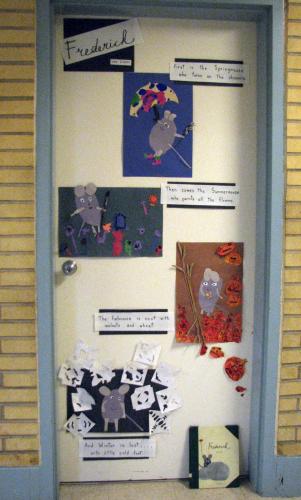 Frederick
First is the Springmouse
who turns on the showers.
Then comes the Summermouse
who paints all the flowers.
The Fallmouse is next with
walnuts and wheat.
And Winter is last...
with little cold feet.
Frederick